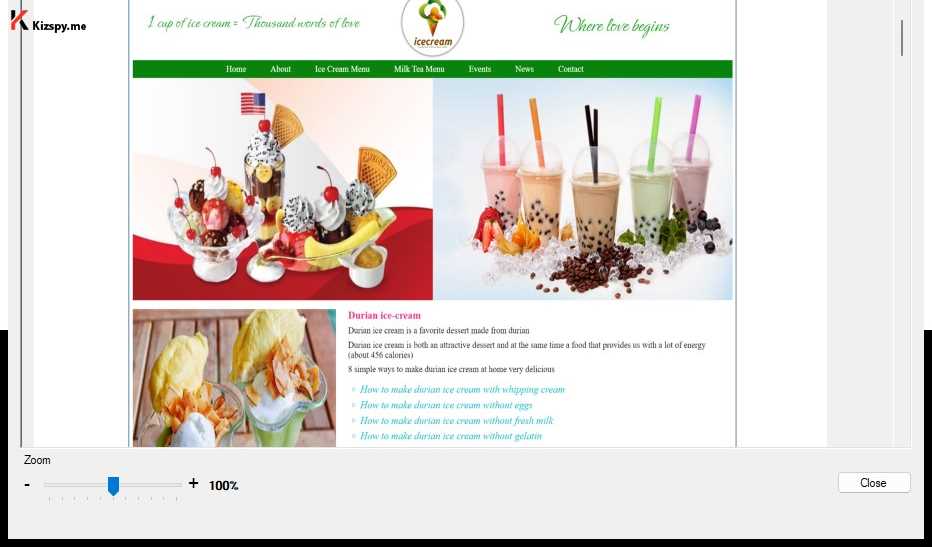 Kizspy.me
1 cup of ice cream = Thousand words of love
icecream
Where love begins
Home About Ice Cream Menu Milk Tea Menu Events News Contact
Durian ice-cream
Durian ice cream is a favorite dessert made from durian
Durian ice cream is both an attractive dessert and at the same time a food that provides us with a lot of energy
(about 456 calories)
8 simple ways to make durian ice cream at home very delicious
How to make durian ice cream with whipping cream
How to make durian ice cream without eggs
How to make durian ice cream without fresh milk
How to make durian ice cream without gelatin
Zoom
- + 100%
Close